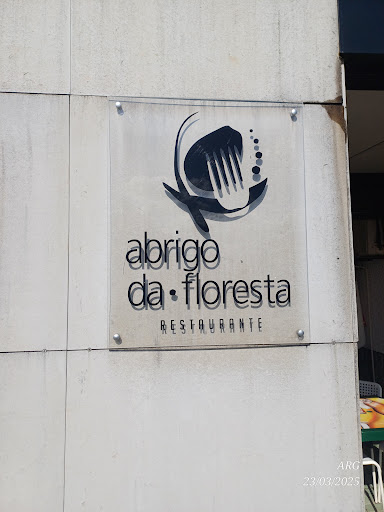 abrigo
da • floresta
RESTAURANTE
ARG
23/03/2025